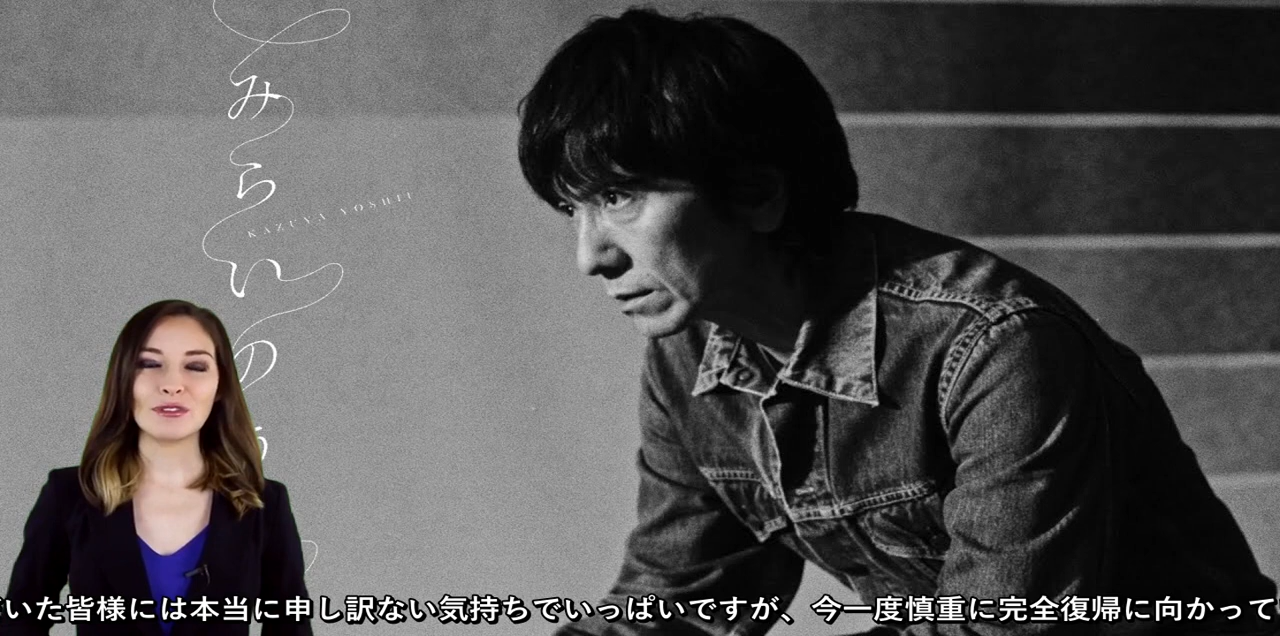 みらいの
KAZUYA YOSHII
いた皆様には本当に申し訳ない気持ちでいっぱいですが、今一度慎重に完全復帰に向かって